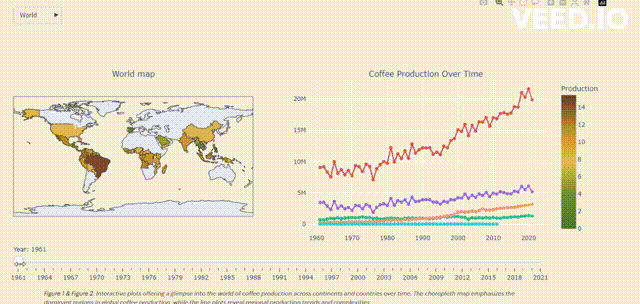 VEED.IO
World
World map
Coffee Production Over Time
Production
20M
15M
10M
5M
0
1960 1970 1980 1990 2000 2010 2020
14
12
10
8
6
4
2
0
Year: 1961
1961 1964 1967 1970 1973 1976 1979 1982 1985 1988 1991 1994 1997 2000 2003 2006 2009 2012 2015 2018 2021
Figure 1 & Figure 2. Interactive plots offering a glimpse into the world of coffee production across continents and countries over time. The choropleth map emphasizes the
dominant regions in global coffee production, while the line plots reveal regional production trends and complexities.